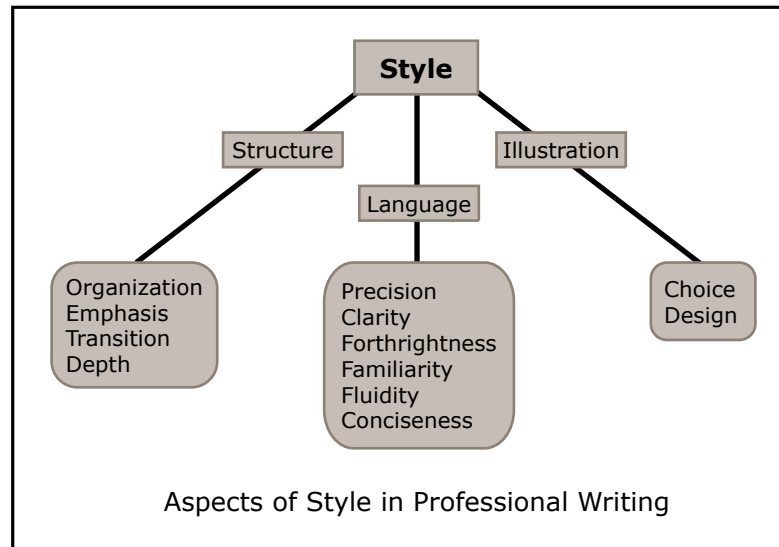 Style
Structure
Illustration
Language
Organization
Emphasis
Transition
Depth
Precision
Clarity
Forthrightness
Familiarity
Fluidity
Conciseness
Choice
Design
Aspects of Style in Professional Writing